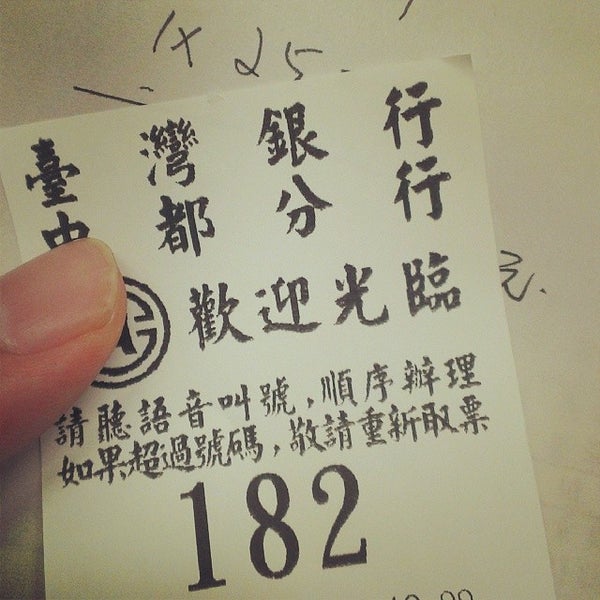 25.
臺灣銀行
中都分行
歡迎光臨
請聽語音叫號,順序辦理
如果超過號碼,敬請重新取票
182